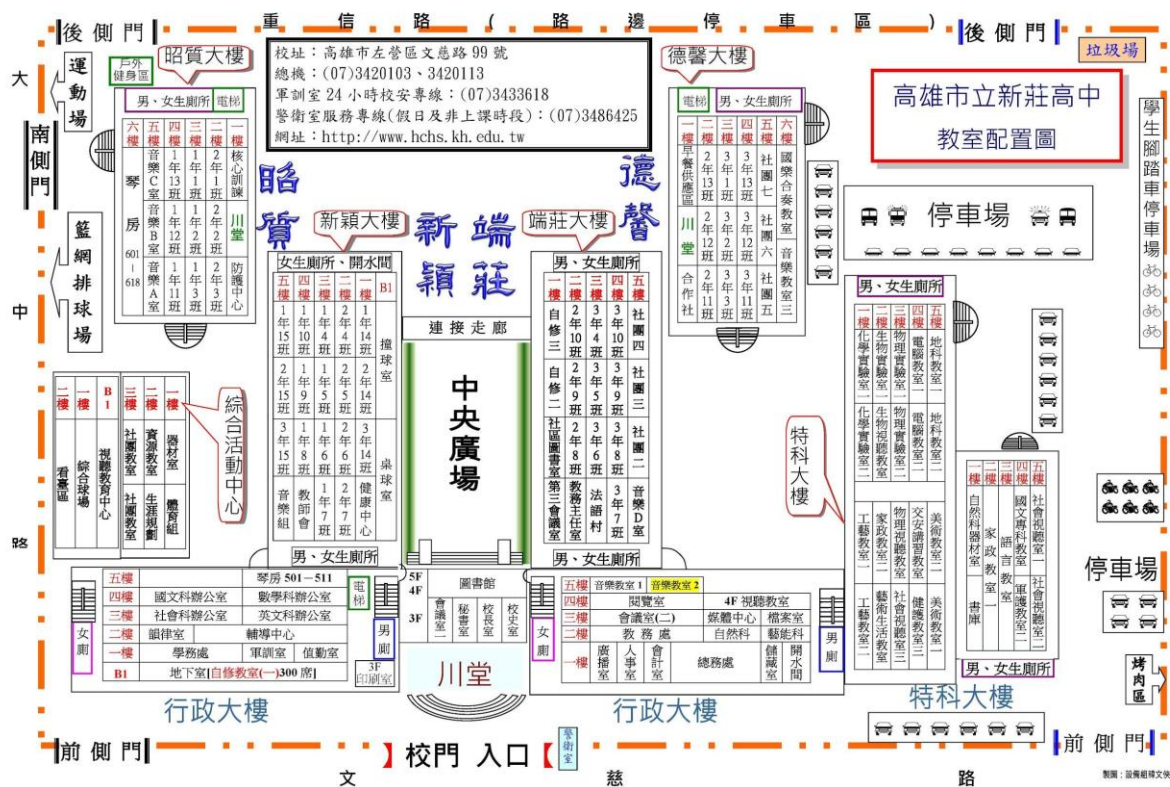 重信路(路邊停車區)
後側門
後側門
垃圾場
大中路
運動場
南側門
籃網排球場
戶外健身區
昭質大樓
校址：高雄市左營區文慈路 99 號
總機：(07)3420103、3420113
軍訓室 24 小時校安專線：(07)3433618
警衛室服務專線(假日及非上課時段)：(07)3486425
網址：http://www.hchs.kh.edu.tw
德馨大樓
高雄市立新莊高中
教室配置圖
學生腳踏車停車場
男、女生廁所
電梯
六樓 五樓 四樓 三樓 二樓 一樓
琴房 601－618
音樂C室 音樂B室 音樂A室
1年13班 1年12班 1年11班
1年1班 1年2班 1年3班
2年1班 2年2班 2年3班
核心訓練 川堂 防護中心
昭質
新穎
端莊
德馨
電梯
男、女生廁所
一樓 二樓 三樓 四樓 五樓 六樓
早餐供應區 川堂 合作社
2年13班 2年12班 2年11班
3年1班 3年2班 3年3班
3年13班 3年12班 3年11班
社團七 社團六 社團五
國樂合奏教室 音樂教室三
停車場
新穎大樓
女生廁所、開水間
五樓 四樓 三樓 二樓 一樓 B1
1年15班 2年15班 3年15班 音樂組
1年10班 1年9班 1年8班 教師會
1年4班 1年5班 1年6班 1年7班
2年4班 2年5班 2年6班 2年7班
1年14班 2年14班 3年14班 健康中心
撞球室 桌球室
男、女生廁所
連接走廊
中央廣場
端莊大樓
男、女生廁所
一樓 二樓 三樓 四樓 五樓
自修三 自修二 社區圖書室 第三會議室
2年10班 2年9班 2年8班 教務主任室
3年4班 3年5班 3年6班 法語村
3年10班 3年9班 3年8班 3年7班
社團四 社團三 社團二 音樂D室
男、女生廁所
綜合活動中心
二樓 一樓 B1 三樓 二樓 一樓
看臺區
綜合球場
視聽教育中心
社團教室 社團教室
資源教室 生涯規劃
器材室 體育組
特科大樓
男、女生廁所
一樓 二樓 三樓 四樓 五樓
化學實驗室一 化學實驗室二 工藝教室一 工藝教室二
生物實驗室一 生物視聽教室 家政教室二 藝術生活教室
物理實驗室一 物理實驗室二 物理視聽教室 社會視聽室三
電腦教室一 電腦教室二 交安講習教室 健護教室二
地科教室一 地科教室二 美術教室二 美術教室一
一樓 二樓 三樓 四樓 五樓
自然科器材室 書庫
家政教室一
語言教室
國文專科教室 軍護教室二
社會視聽室一 社會視聽室二
男、女生廁所
停車場
烤肉區
五樓 琴房 501－511
四樓 國文科辦公室 數學科辦公室
三樓 社會科辦公室 英文科辦公室
二樓 韻律室 輔導中心
一樓 學務處 軍訓室 值勤室
B1 地下室[自修教室(一)300 席]
女廁
電梯
男廁
3F 印刷室
5F
4F
圖書館
3F
會議室一 秘書室 校長室 校史室
川堂
女廁
五樓 音樂教室 1 音樂教室 2
四樓 閱覽室 4F 視聽教室
三樓 會議室(二) 媒體中心 檔案室
二樓 教務處 自然科 藝能科
一樓 廣播室 人事室 會計室 總務處 儲藏室 開水間
男廁
行政大樓
行政大樓
特科大樓
前側門
校門 入口
警衛室
前側門
文慈路
製圖：設備組韓文俠